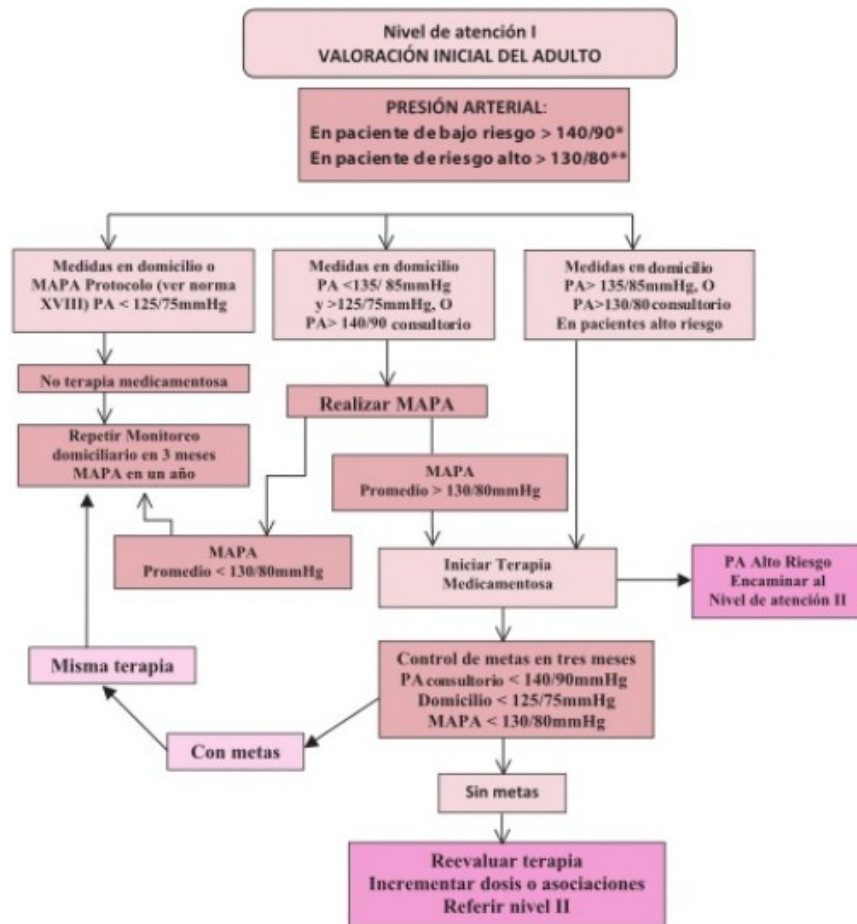 Nivel de atención I
VALORACIÓN INICIAL DEL ADULTO
PRESIÓN ARTERIAL:
En paciente de bajo riesgo > 140/90*
En paciente de riesgo alto > 130/80**
Medidas en domicilio o
MAPA Protocolo (ver norma
XVIII) PA < 125/75mmHg
Medidas en domicilio
PA <135/ 85mmHg
y >125/75mmHg, O
PA> 140/90 consultorio
Medidas en domicilio
PA> 135/85mmHg, O
PA>130/80 consultorio
En pacientes alto riesgo
No terapia medicamentosa
Realizar MAPA
Repetir Monitoreo
domiciliario en 3 meses
MAPA en un año
MAPA
Promedio > 130/80mmHg
MAPA
Promedio < 130/80mmHg
Iniciar Terapia
Medicamentosa
PA Alto Riesgo
Encaminar al
Nivel de atención II
Misma terapia
Control de metas en tres meses
PA consultorio < 140/90mmHg
Domicilio < 125/75mmHg
MAPA < 130/80mmHg
Con metas
Sin metas
Reevaluar terapia
Incrementar dosis o asociaciones
Referir nivel II